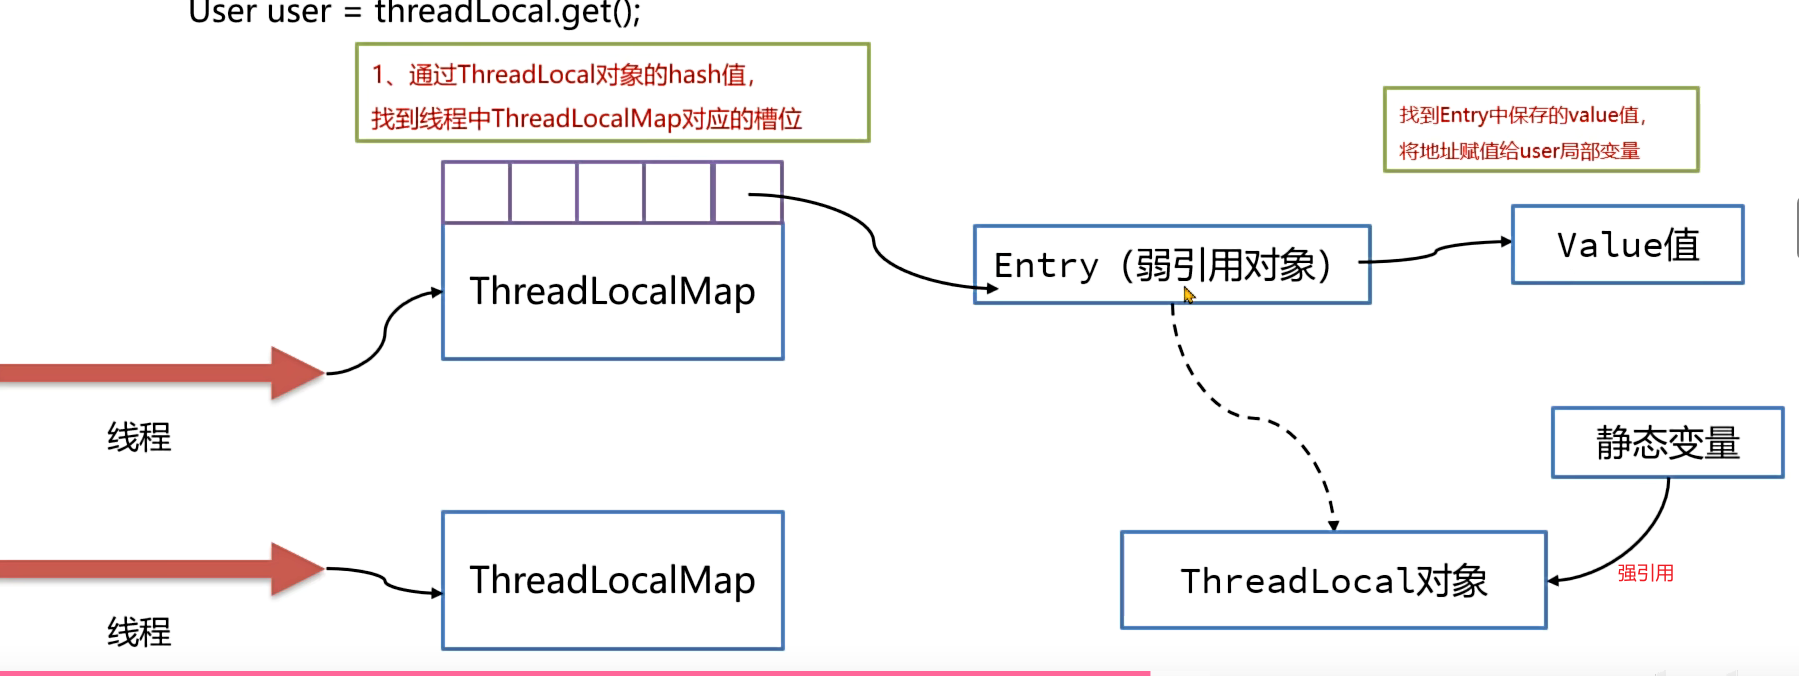 User user = threadLocal.get();
1、通过ThreadLocal对象的hash值，
找到线程中ThreadLocalMap对应的槽位
找到Entry中保存的value值，
将地址赋值给user局部变量
Entry（弱引用对象）
Value值
ThreadLocalMap
线程
静态变量
强引用
ThreadLocalMap
ThreadLocal对象
线程